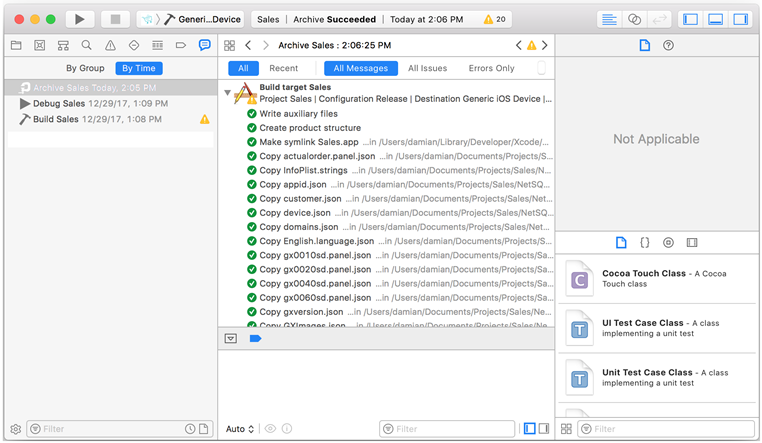 Generi...Device
Sales | Archive Succeeded | Today at 2:06 PM 20
Archive Sales : 2:06:25 PM
By Group By Time
All Recent All Messages All Issues Errors Only
Archive Sales Today, 2:05 PM
Debug Sales 12/29/17, 1:09 PM
Build Sales 12/29/17, 1:08 PM
Build target Sales
Project Sales | Configuration Release | Destination Generic iOS Device |...
Write auxiliary files
Create product structure
Make symlink Sales.app ...in /Users/damian/Library/Developer/Xcode/...
Copy actualorder.panel.json ...in /Users/damian/Documents/Projects/S...
Copy InfoPlist.strings ...in /Users/damian/Documents/Projects/Sales/...
Copy appid.json ...in /Users/damian/Documents/Projects/Sales/NetSQ...
Copy customer.json ...in /Users/damian/Documents/Projects/Sales/Net...
Copy device.json ...in /Users/damian/Documents/Projects/Sales/NetSQ...
Copy domains.json ...in /Users/damian/Documents/Projects/Sales/Net...
Copy English.language.json ...in /Users/damian/Documents/Projects/S...
Copy gx0010sd.panel.json ...in /Users/damian/Documents/Projects/Sa...
Copy gx0020sd.panel.json ...in /Users/damian/Documents/Projects/Sa...
Copy gx0040sd.panel.json ...in /Users/damian/Documents/Projects/Sa...
Copy gx0060sd.panel.json ...in /Users/damian/Documents/Projects/Sa...
Copy gxversion.json ...in /Users/damian/Documents/Projects/Sales/Ne...
Copy GXImages.json ...in /Users/damian/Documents/Projects/Sales/Net...
Not Applicable
Cocoa Touch Class - A Cocoa
Touch class
UI Test Case Class - A class
implementing a unit test
Unit Test Case Class - A class
implementing a unit test
Filter
Auto
Filter
Filter